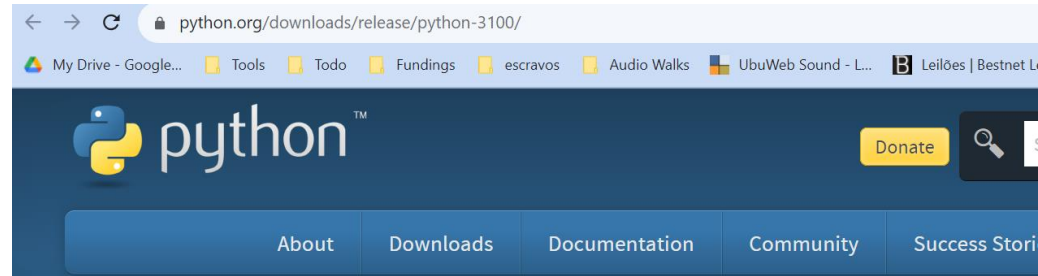 python.org/downloads/release/python-3100/
My Drive - Google... Tools Todo Fundings escravos Audio Walks UbuWeb Sound - L... B Leilões | Bestnet
python™
Donate
About Downloads Documentation Community Success